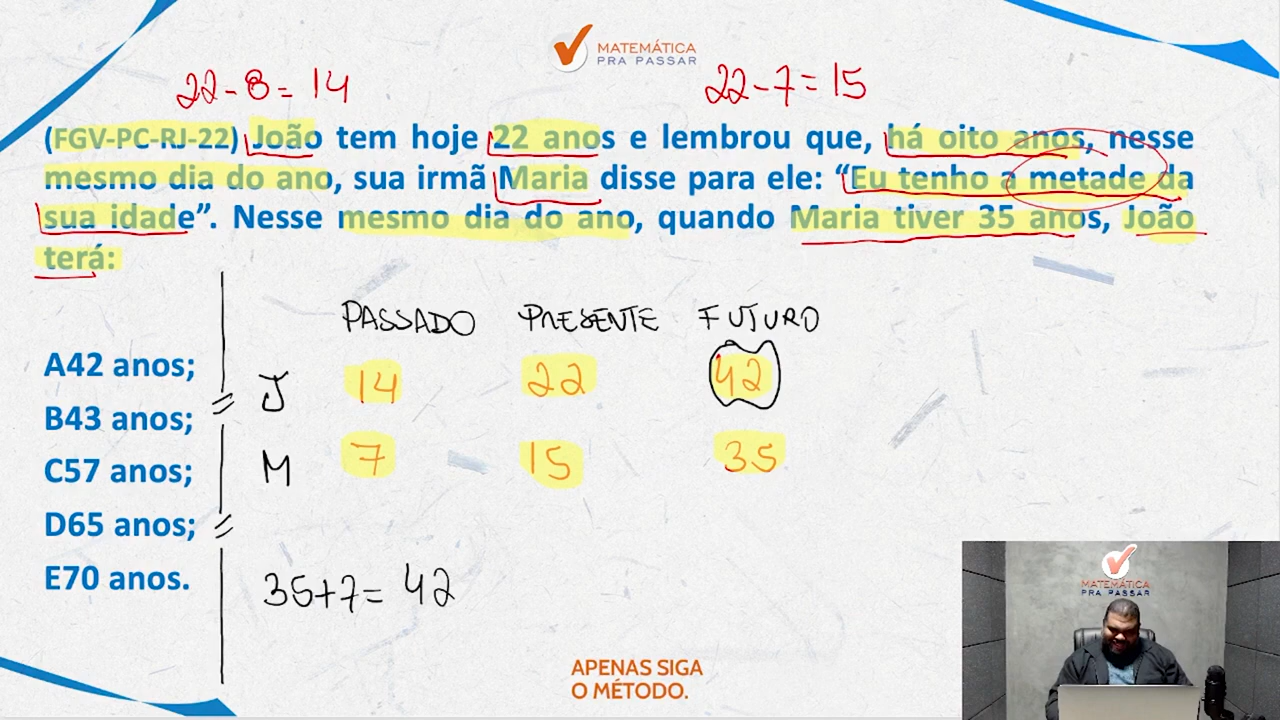 MATEMÁTICA
PRA PASSAR
22-8=14
22-7=15
(FGV-PC-RJ-22) João tem hoje 22 anos e lembrou que, há oito anos, nesse
mesmo dia do ano, sua irmã Maria disse para ele: “Eu tenho a metade da
sua idade”. Nesse mesmo dia do ano, quando Maria tiver 35 anos, João
terá:
PASSADO PRESENTE FUTURO
A42 anos;
J 14 22 42
B43 anos;
M 7 15 35
C57 anos;
D65 anos;
E70 anos.
35+7=42
MATEMÁTICA
PRA PASSAR
APENAS SIGA
O MÉTODO.